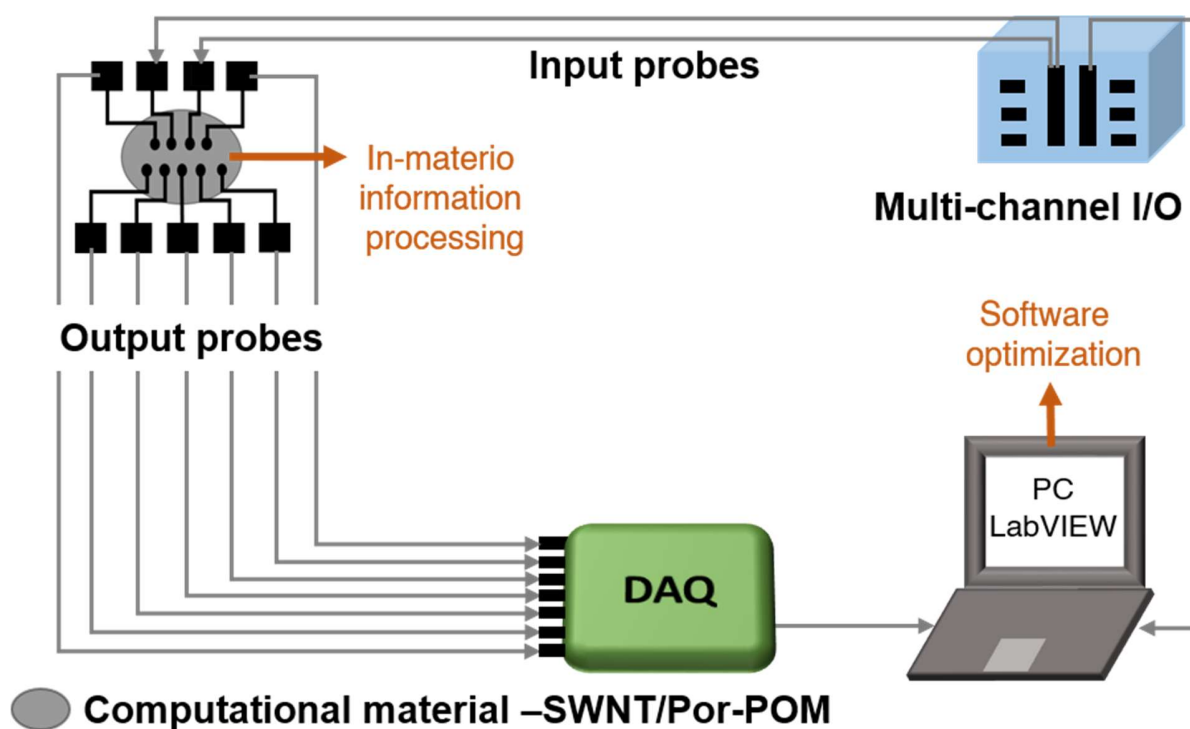 Input probes
In-materio
information
processing
Multi-channel I/O
Output probes
Software
optimization
PC
LabVIEW
DAQ
Computational material –SWNT/Por-POM